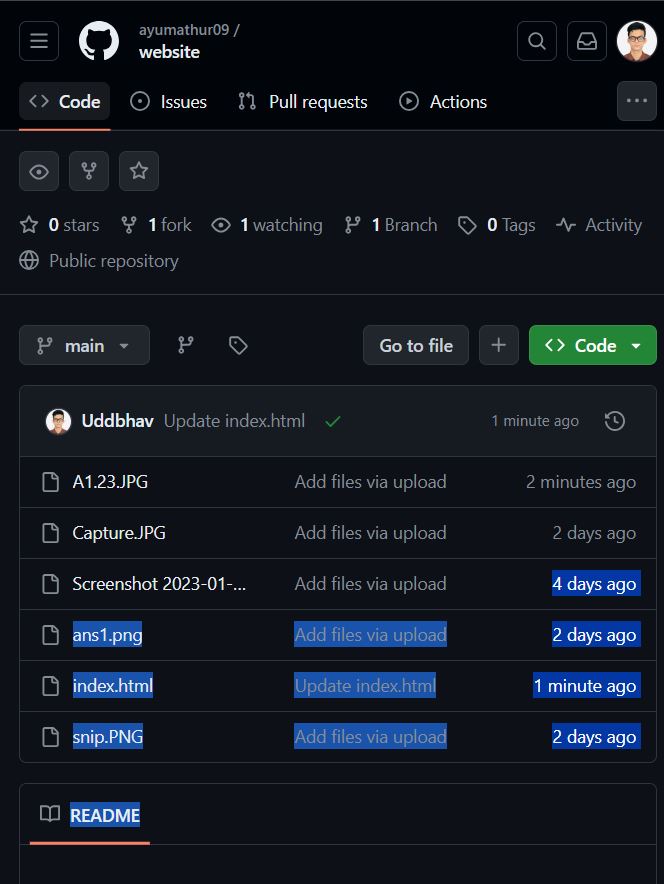 ayumathur09 /
website
Code Issues Pull requests Actions
0 stars 1 fork 1 watching 1 Branch 0 Tags Activity
Public repository
main Go to file Code
Uddbhav Update index.html 1 minute ago
A1.23.JPG Add files via upload 2 minutes ago
Capture.JPG Add files via upload 2 days ago
Screenshot 2023-01-... Add files via upload 4 days ago
ans1.png Add files via upload 2 days ago
index.html Update index.html 1 minute ago
snip.PNG Add files via upload 2 days ago
README